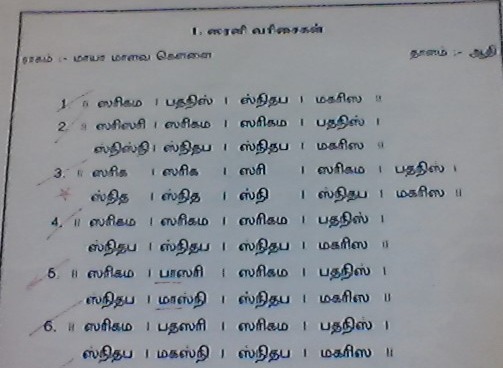 1. ஸரளி வரிசைகள்
ராகம் :- மாயா மாளவ கௌளை தாளம் :- ஆதி
1. ॥ ஸரிகம । பதநிஸ் । ஸ்நிதப । மகரிஸ ॥
2. ॥ ஸரிஸரி । ஸரிகம । ஸரிகம । பதநிஸ் ।
ஸ்நிஸ்நி । ஸ்நிதப । ஸ்நிதப । மகரிஸ ॥
3. ॥ ஸரிக । ஸரிக । ஸரி । ஸரிகம । பதநிஸ் ।
ஸ்நித । ஸ்நித । ஸ்நி । ஸ்நிதப । மகரிஸ ॥
4. ॥ ஸரிகம । ஸரிகம । ஸரிகம । பதநிஸ் ।
ஸ்நிதப । ஸ்நிதப । ஸ்நிதப । மகரிஸ ॥
5. ॥ ஸரிகம । பாஸரி । ஸரிகம । பதநிஸ் ।
ஸ்நிதப । மாஸ்நி । ஸ்நிதப । மகரிஸ ॥
6. ॥ ஸரிகம । பதஸரி । ஸரிகம । பதநிஸ் ।
ஸ்நிதப । மகஸ்நி । ஸ்நிதப । மகரிஸ ॥